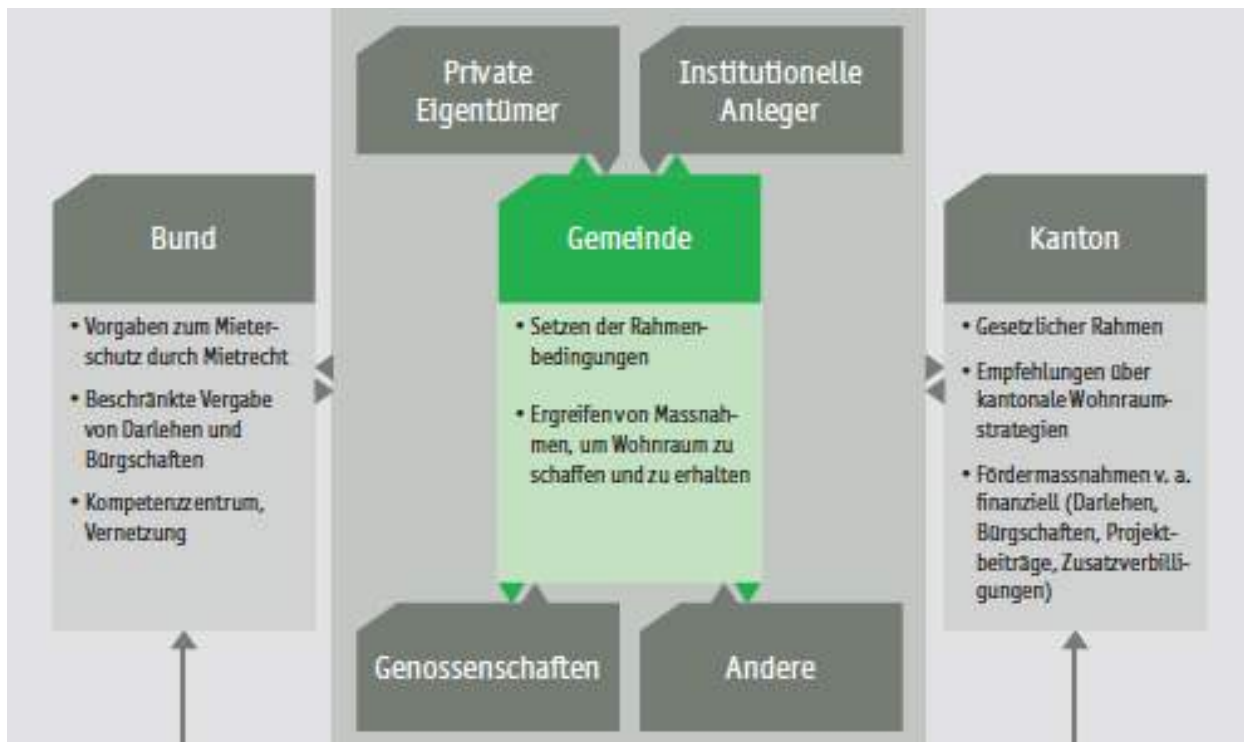 Private
Eigentümer
Institutionelle
Anleger
Bund
• Vorgaben zum Mieter-
schutz durch Mietrecht
• Beschränkte Vergabe
von Darlehen und
Bürgschaften
• Kompetenzzentrum,
Vernetzung
Gemeinde
• Setzen der Rahmen-
bedingungen
• Ergreifen von Massnah-
men, um Wohnraum zu
schaffen und zu erhalten
Kanton
• Gesetzlicher Rahmen
• Empfehlungen über
kantonale Wohnraum-
strategien
• Fördermassnahmen v. a.
finanziell (Darlehen,
Bürgschaften, Projekt-
beiträge, Zusatzverbilli-
gungen)
Genossenschaften
Andere